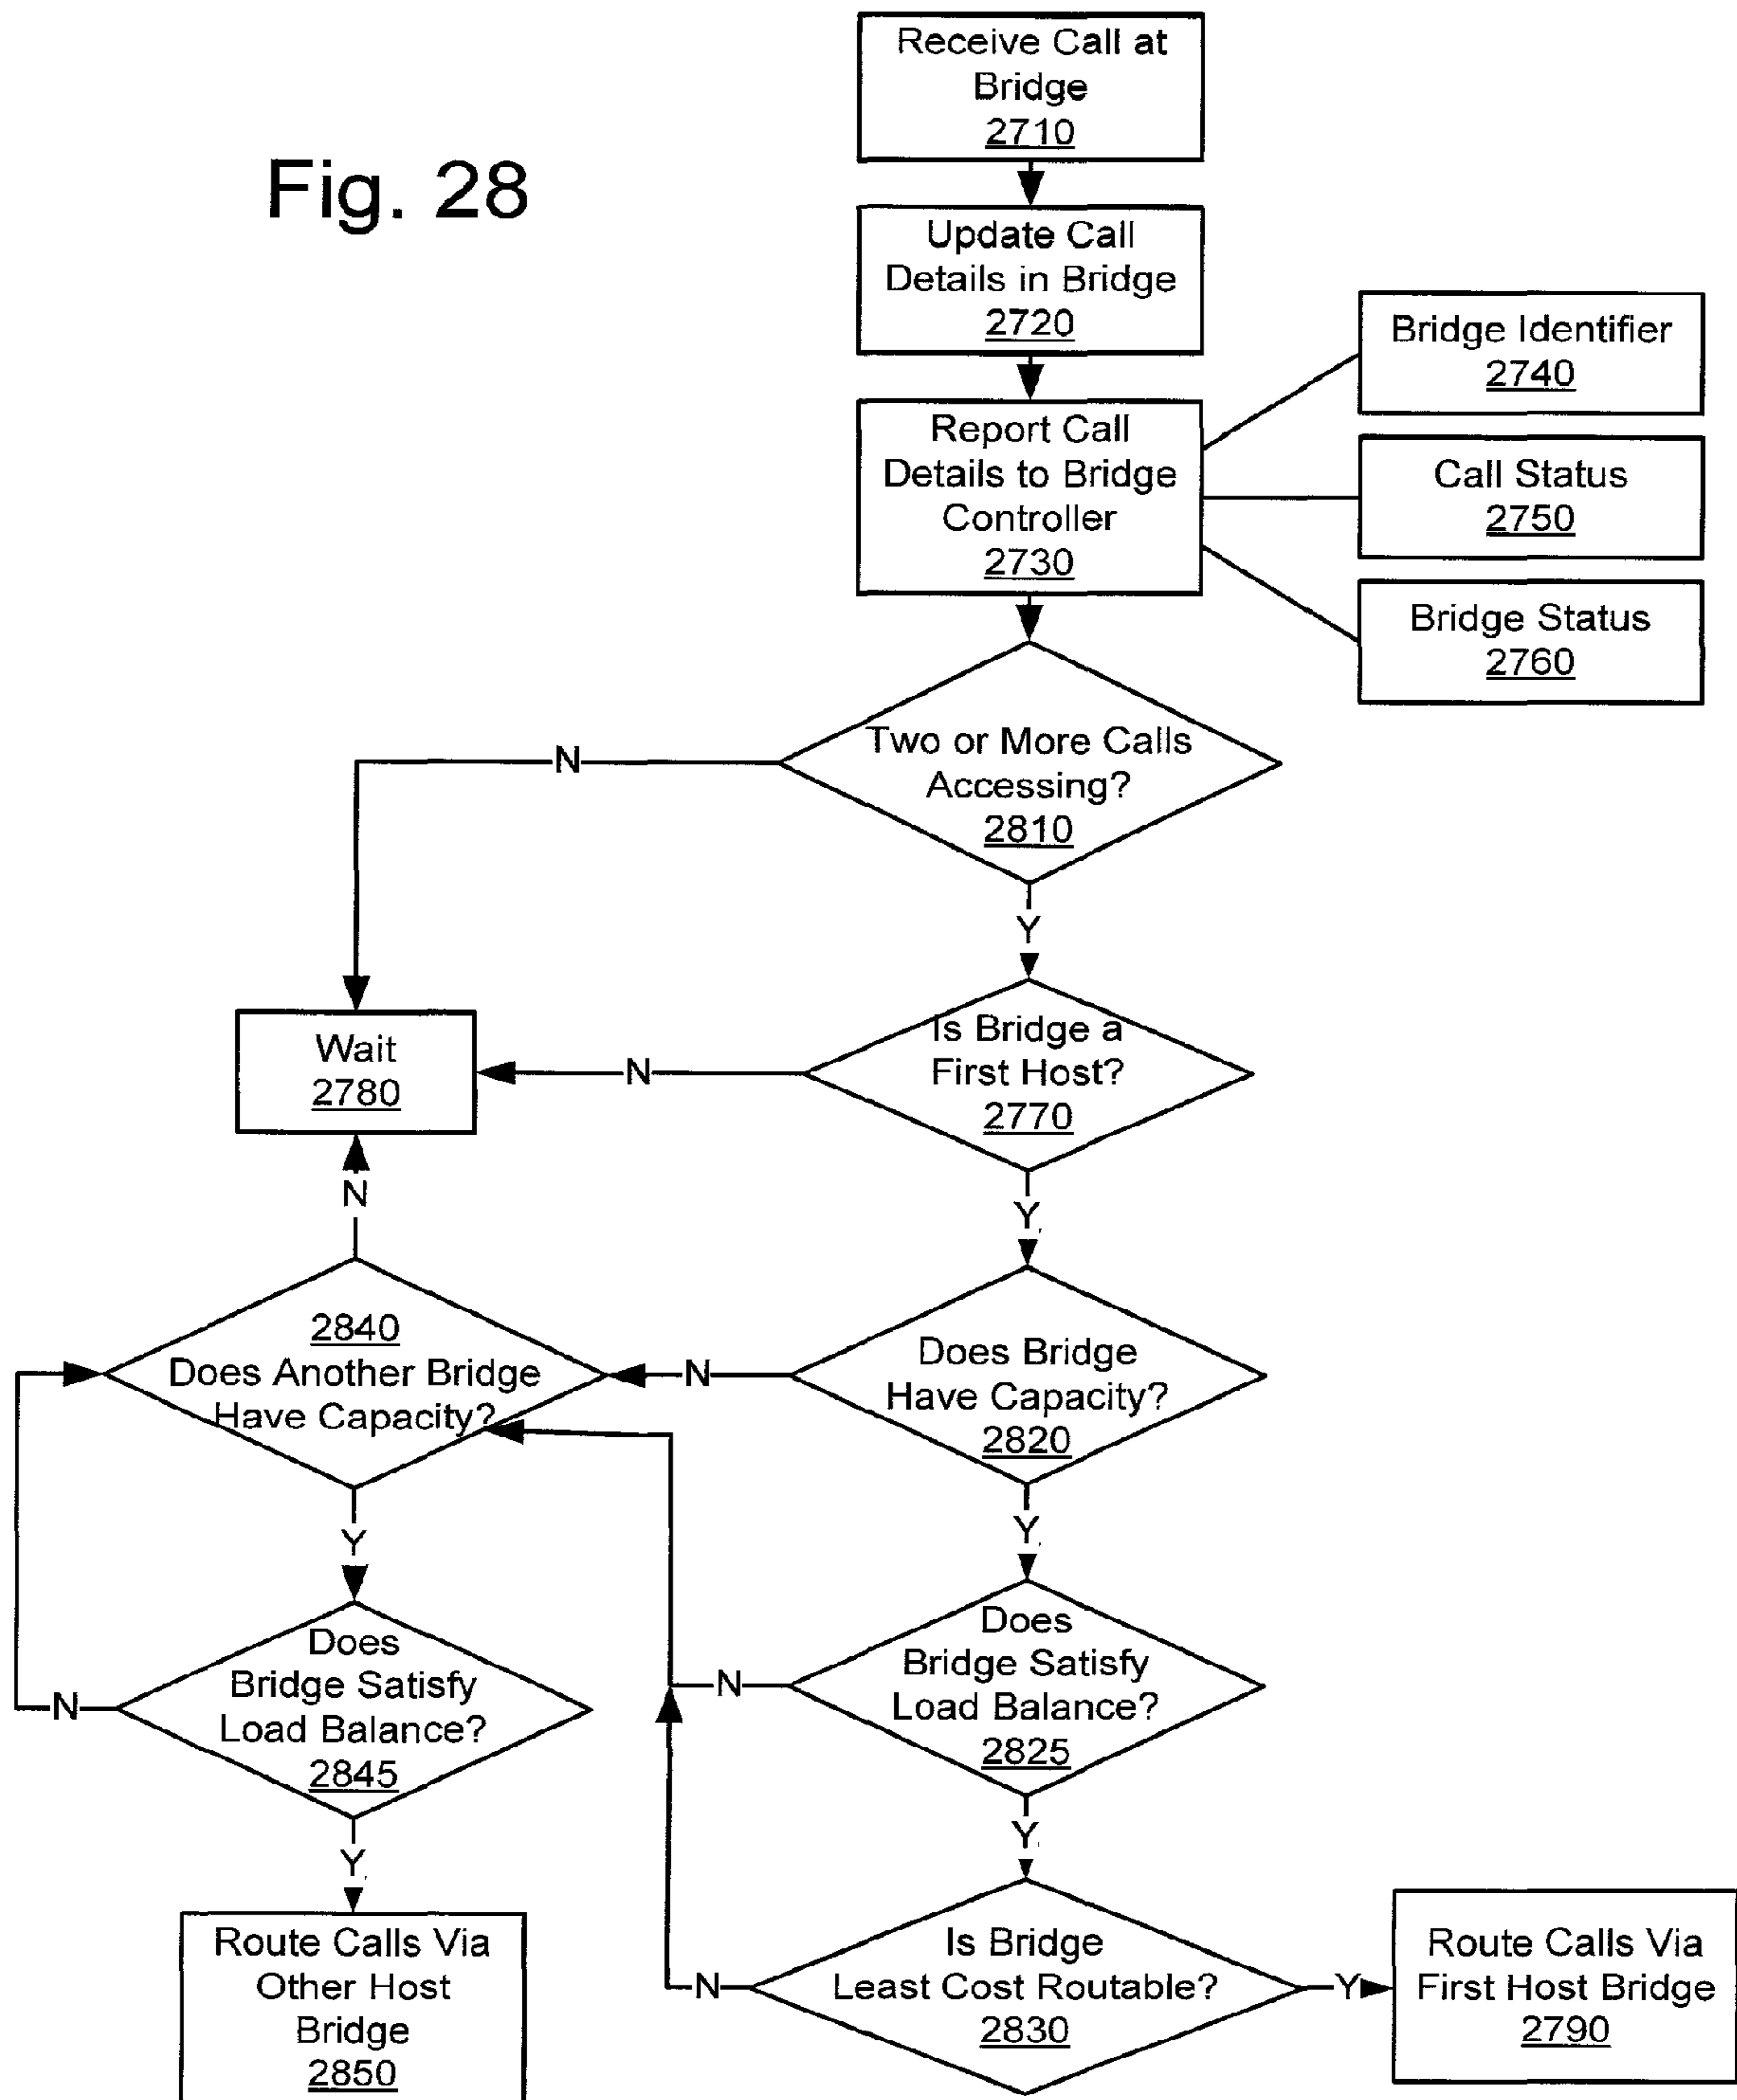 Fig. 28
Receive Call at
Bridge
2710
Update Call
Details in Bridge
2720
Report Call
Details to Bridge
Controller
2730
Bridge Identifier
2740
Call Status
2750
Bridge Status
2760
Two or More Calls
Accessing?
2810
N
Y
Is Bridge a
First Host?
2770
N
Wait
2780
Y
N
Does Bridge
Have Capacity?
2820
N
2840
Does Another Bridge
Have Capacity?
Y
Y
Does
Bridge Satisfy
Load Balance?
2825
N
Does
Bridge Satisfy
Load Balance?
2845
N
Y
Y
Is Bridge
Least Cost Routable?
2830
N
Y
Route Calls Via
First Host Bridge
2790
Route Calls Via
Other Host
Bridge
2850